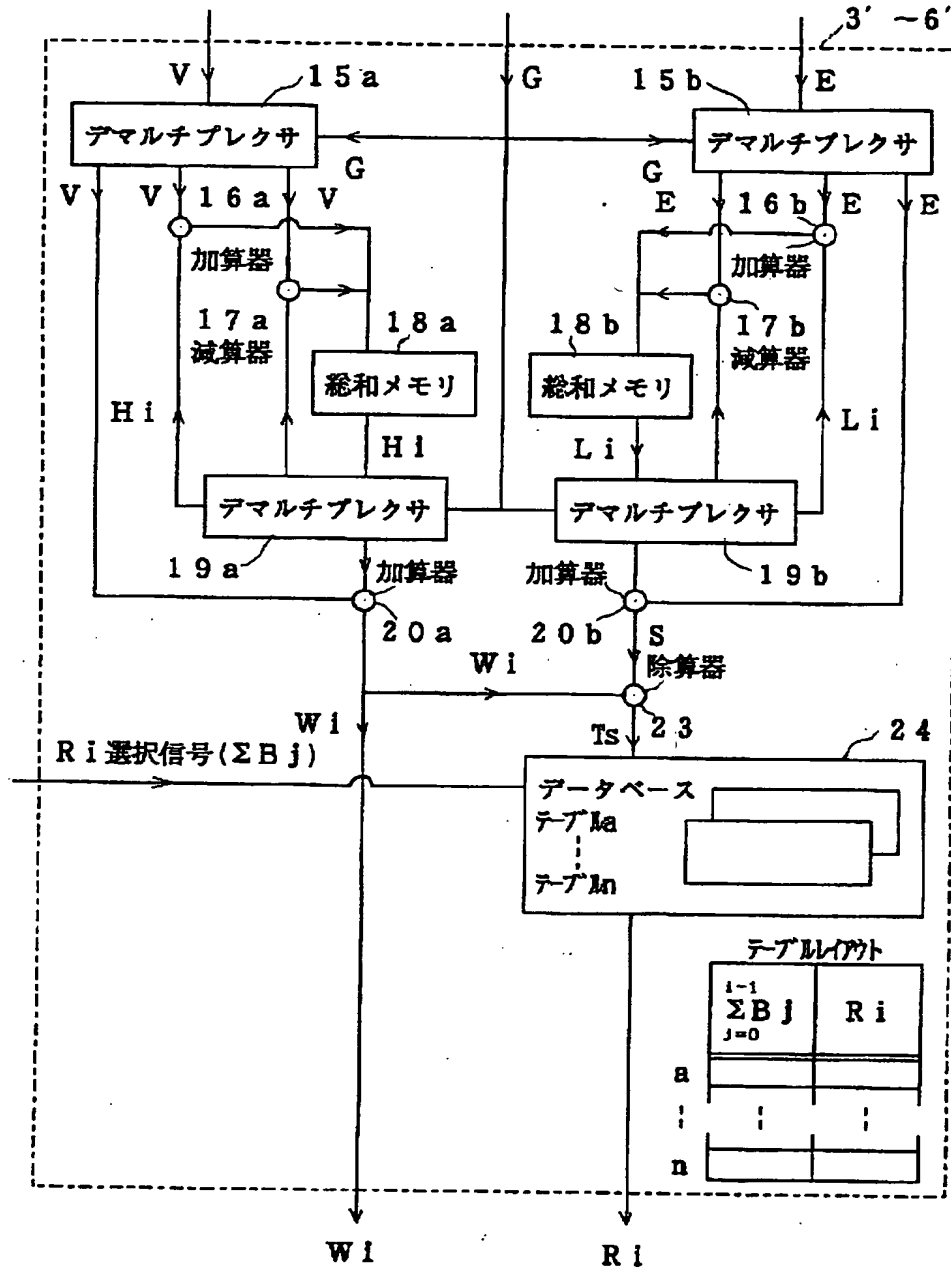 3′ ~6′
V
15a
G
15b
E
デマルチプレクサ
デマルチプレクサ
G
G
V
V
16a
V
E
16b
E
E
加算器
加算器
17a
減算器
18a
18b
17b
減算器
総和メモリ
総和メモリ
Hi
Hi
Li
Li
デマルチプレクサ
デマルチプレクサ
19a
加算器
加算器
19b
20a
20b
S
Wi
除算器
Wi
Ts
23
24
Ri選択信号(ΣBj)
データベース
テーブルa
テーブルn
テーブルレイアウト
i-1
ΣBj
j=0
Ri
a
n
Wi
Ri